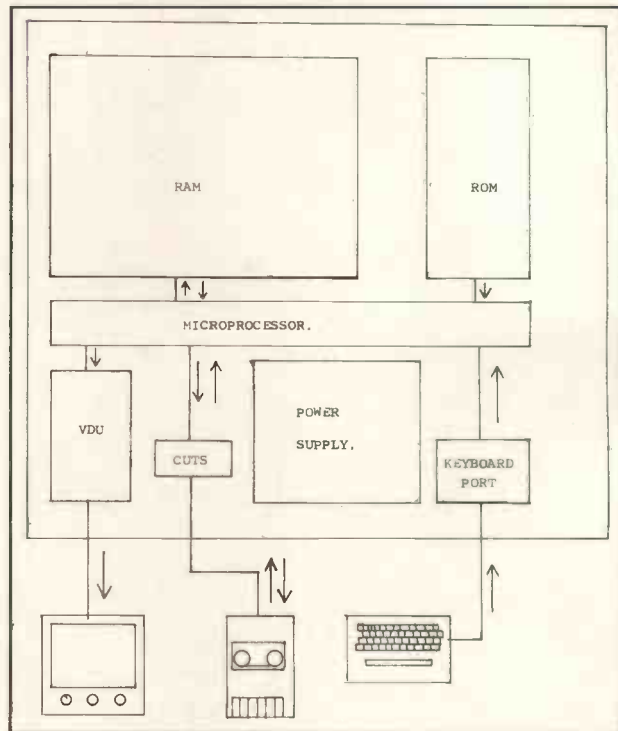 RAM
ROM
MICROPROCESSOR.
VDU
CUTS
POWER
SUPPLY.
KEYBOARD
PORT